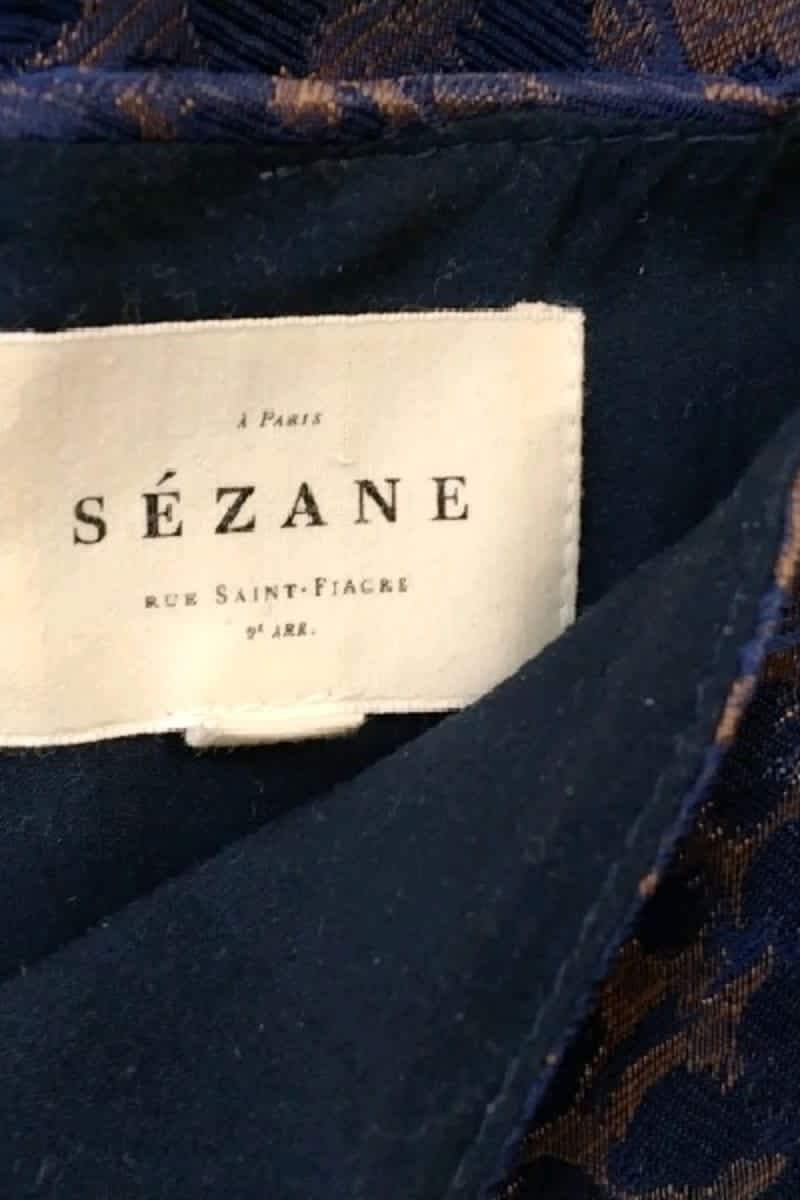 À PARIS
SÉZANE
RUE SAINT-FIACRE
9E ARR.